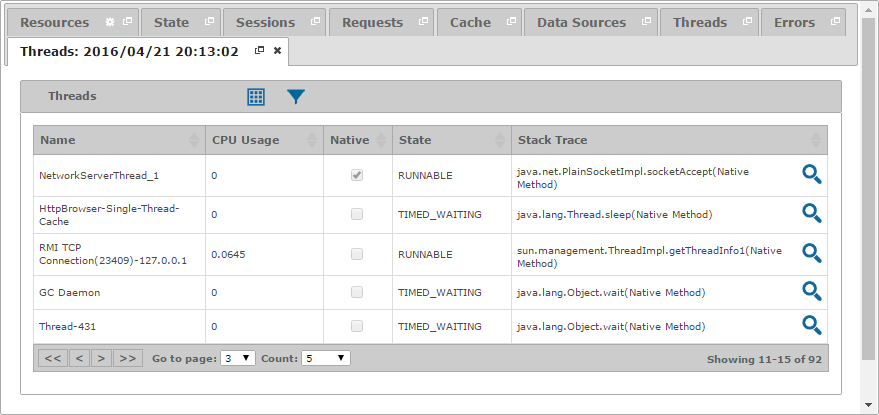 Resources State Sessions Requests Cache Data Sources Threads Errors
Threads: 2016/04/21 20:13:02
Threads
Name CPU Usage Native State Stack Trace
NetworkServerThread_1 0 RUNNABLE java.net.PlainSocketImpl.socketAccept(Native
Method)
HttpBrowser-Single-Thread-
Cache 0 TIMED_WAITING java.lang.Thread.sleep(Native Method)
RMI TCP
Connection(23409)-127.0.0.1 0.0645 RUNNABLE sun.management.ThreadImpl.getThreadInfo1(Native
Method)
GC Daemon 0 TIMED_WAITING java.lang.Object.wait(Native Method)
Thread-431 0 TIMED_WAITING java.lang.Object.wait(Native Method)
<< < > >> Go to page: 3 Count: 5 Showing 11-15 of 92